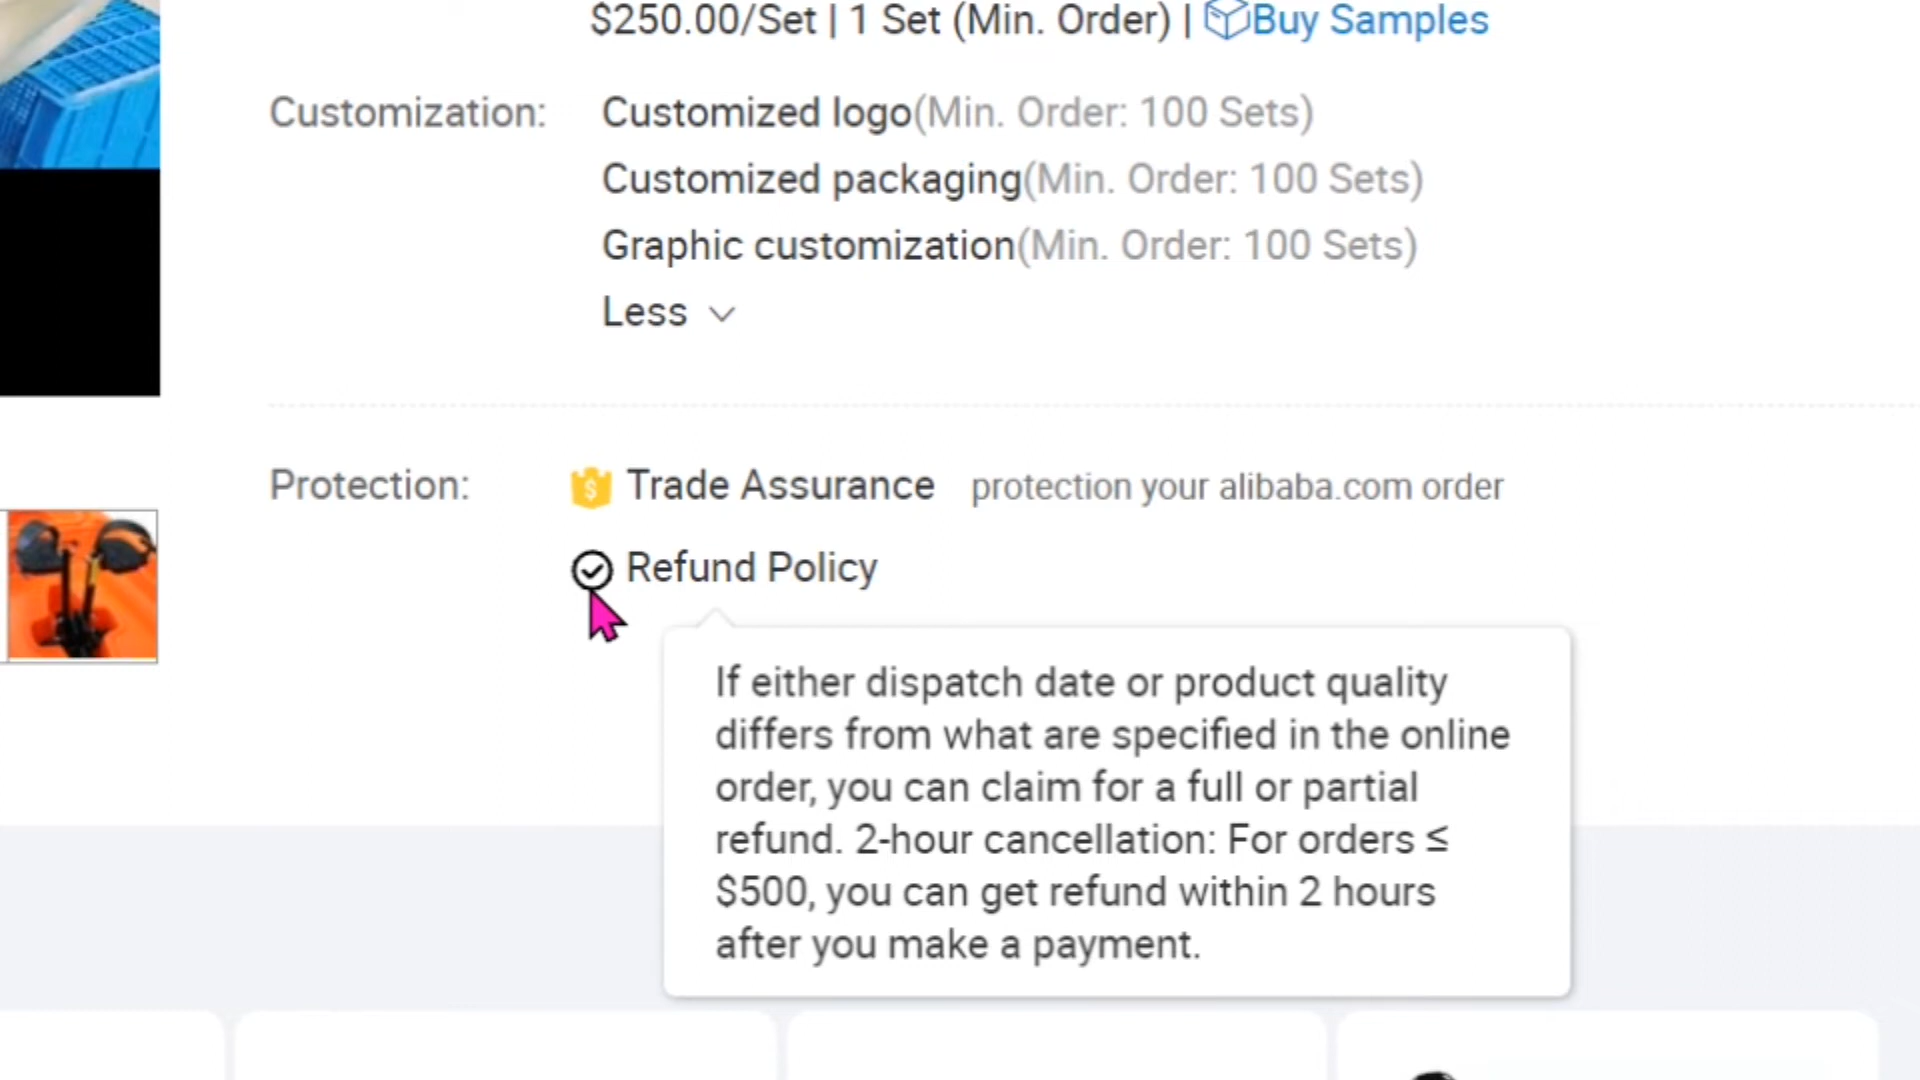 $250.00/Set | 1 Set (Min. Order) | Buy Samples
Customization: Customized logo(Min. Order: 100 Sets)
Customized packaging(Min. Order: 100 Sets)
Graphic customization(Min. Order: 100 Sets)
Less
Protection: $ Trade Assurance protection your alibaba.com order
Refund Policy
If either dispatch date or product quality
differs from what are specified in the online
order, you can claim for a full or partial
refund. 2-hour cancellation: For orders ≤
$500, you can get refund within 2 hours
after you make a payment.